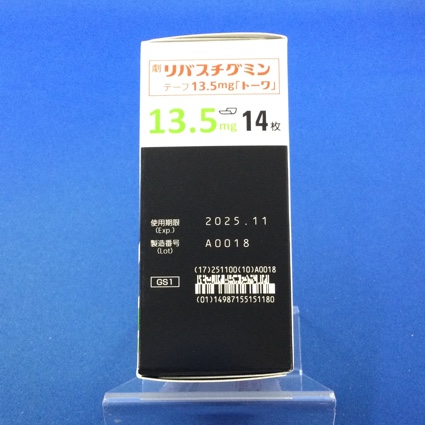 劇 リバスチグミン
テープ13.5mg「トーワ」
13.5mg 14枚
使用期限 2025.11
(Exp.)
製造番号 A0018
(Lot)
(17)251100(10)A0018
GS1
(01)14987155151180